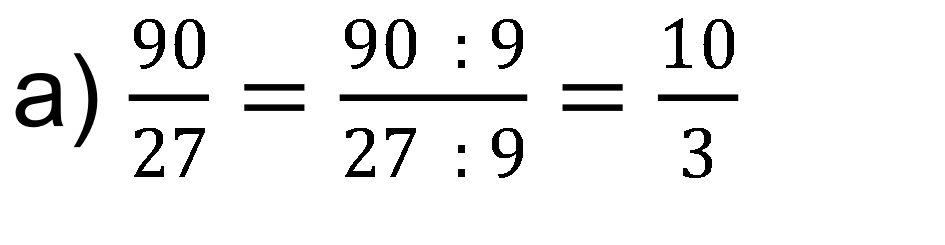 a) 90/27 = 90 : 9/27 : 9 = 10/3